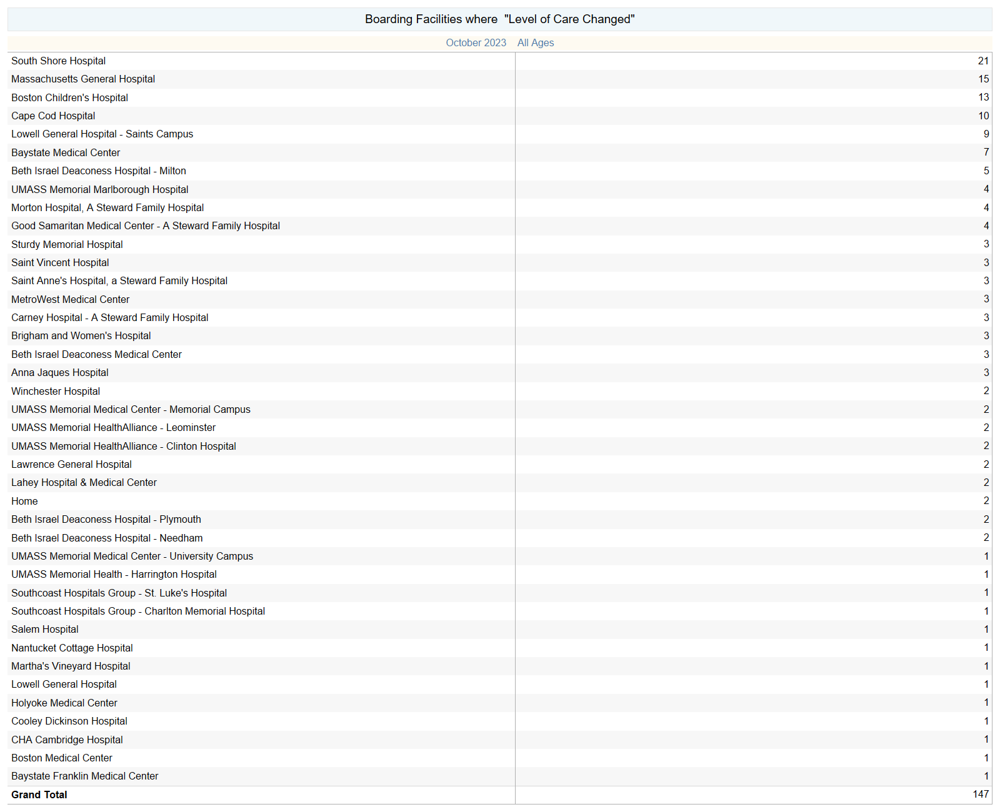 Boarding Facilities where  "Level of Care Changed"
October 2023 All Ages
South Shore Hospital 21
Massachusetts General Hospital 15
Boston Children's Hospital 13
Cape Cod Hospital 10
Lowell General Hospital - Saints Campus 9
Baystate Medical Center 7
Beth Israel Deaconess Hospital - Milton 5
UMASS Memorial Marlborough Hospital 4
Morton Hospital, A Steward Family Hospital 4
Good Samaritan Medical Center - A Steward Family Hospital 4
Sturdy Memorial Hospital 3
Saint Vincent Hospital 3
Saint Anne's Hospital, a Steward Family Hospital 3
MetroWest Medical Center 3
Carney Hospital - A Steward Family Hospital 3
Brigham and Women's Hospital 3
Beth Israel Deaconess Medical Center 3
Anna Jaques Hospital 3
Winchester Hospital 2
UMASS Memorial Medical Center - Memorial Campus 2
UMASS Memorial HealthAlliance - Leominster 2
UMASS Memorial HealthAlliance - Clinton Hospital 2
Lawrence General Hospital 2
Lahey Hospital & Medical Center 2
Home 2
Beth Israel Deaconess Hospital - Plymouth 2
Beth Israel Deaconess Hospital - Needham 2
UMASS Memorial Medical Center - University Campus 1
UMASS Memorial Health - Harrington Hospital 1
Southcoast Hospitals Group - St. Luke's Hospital 1
Southcoast Hospitals Group - Charlton Memorial Hospital 1
Salem Hospital 1
Nantucket Cottage Hospital 1
Martha's Vineyard Hospital 1
Lowell General Hospital 1
Holyoke Medical Center 1
Cooley Dickinson Hospital 1
CHA Cambridge Hospital 1
Boston Medical Center 1
Baystate Franklin Medical Center 1
Grand Total 147